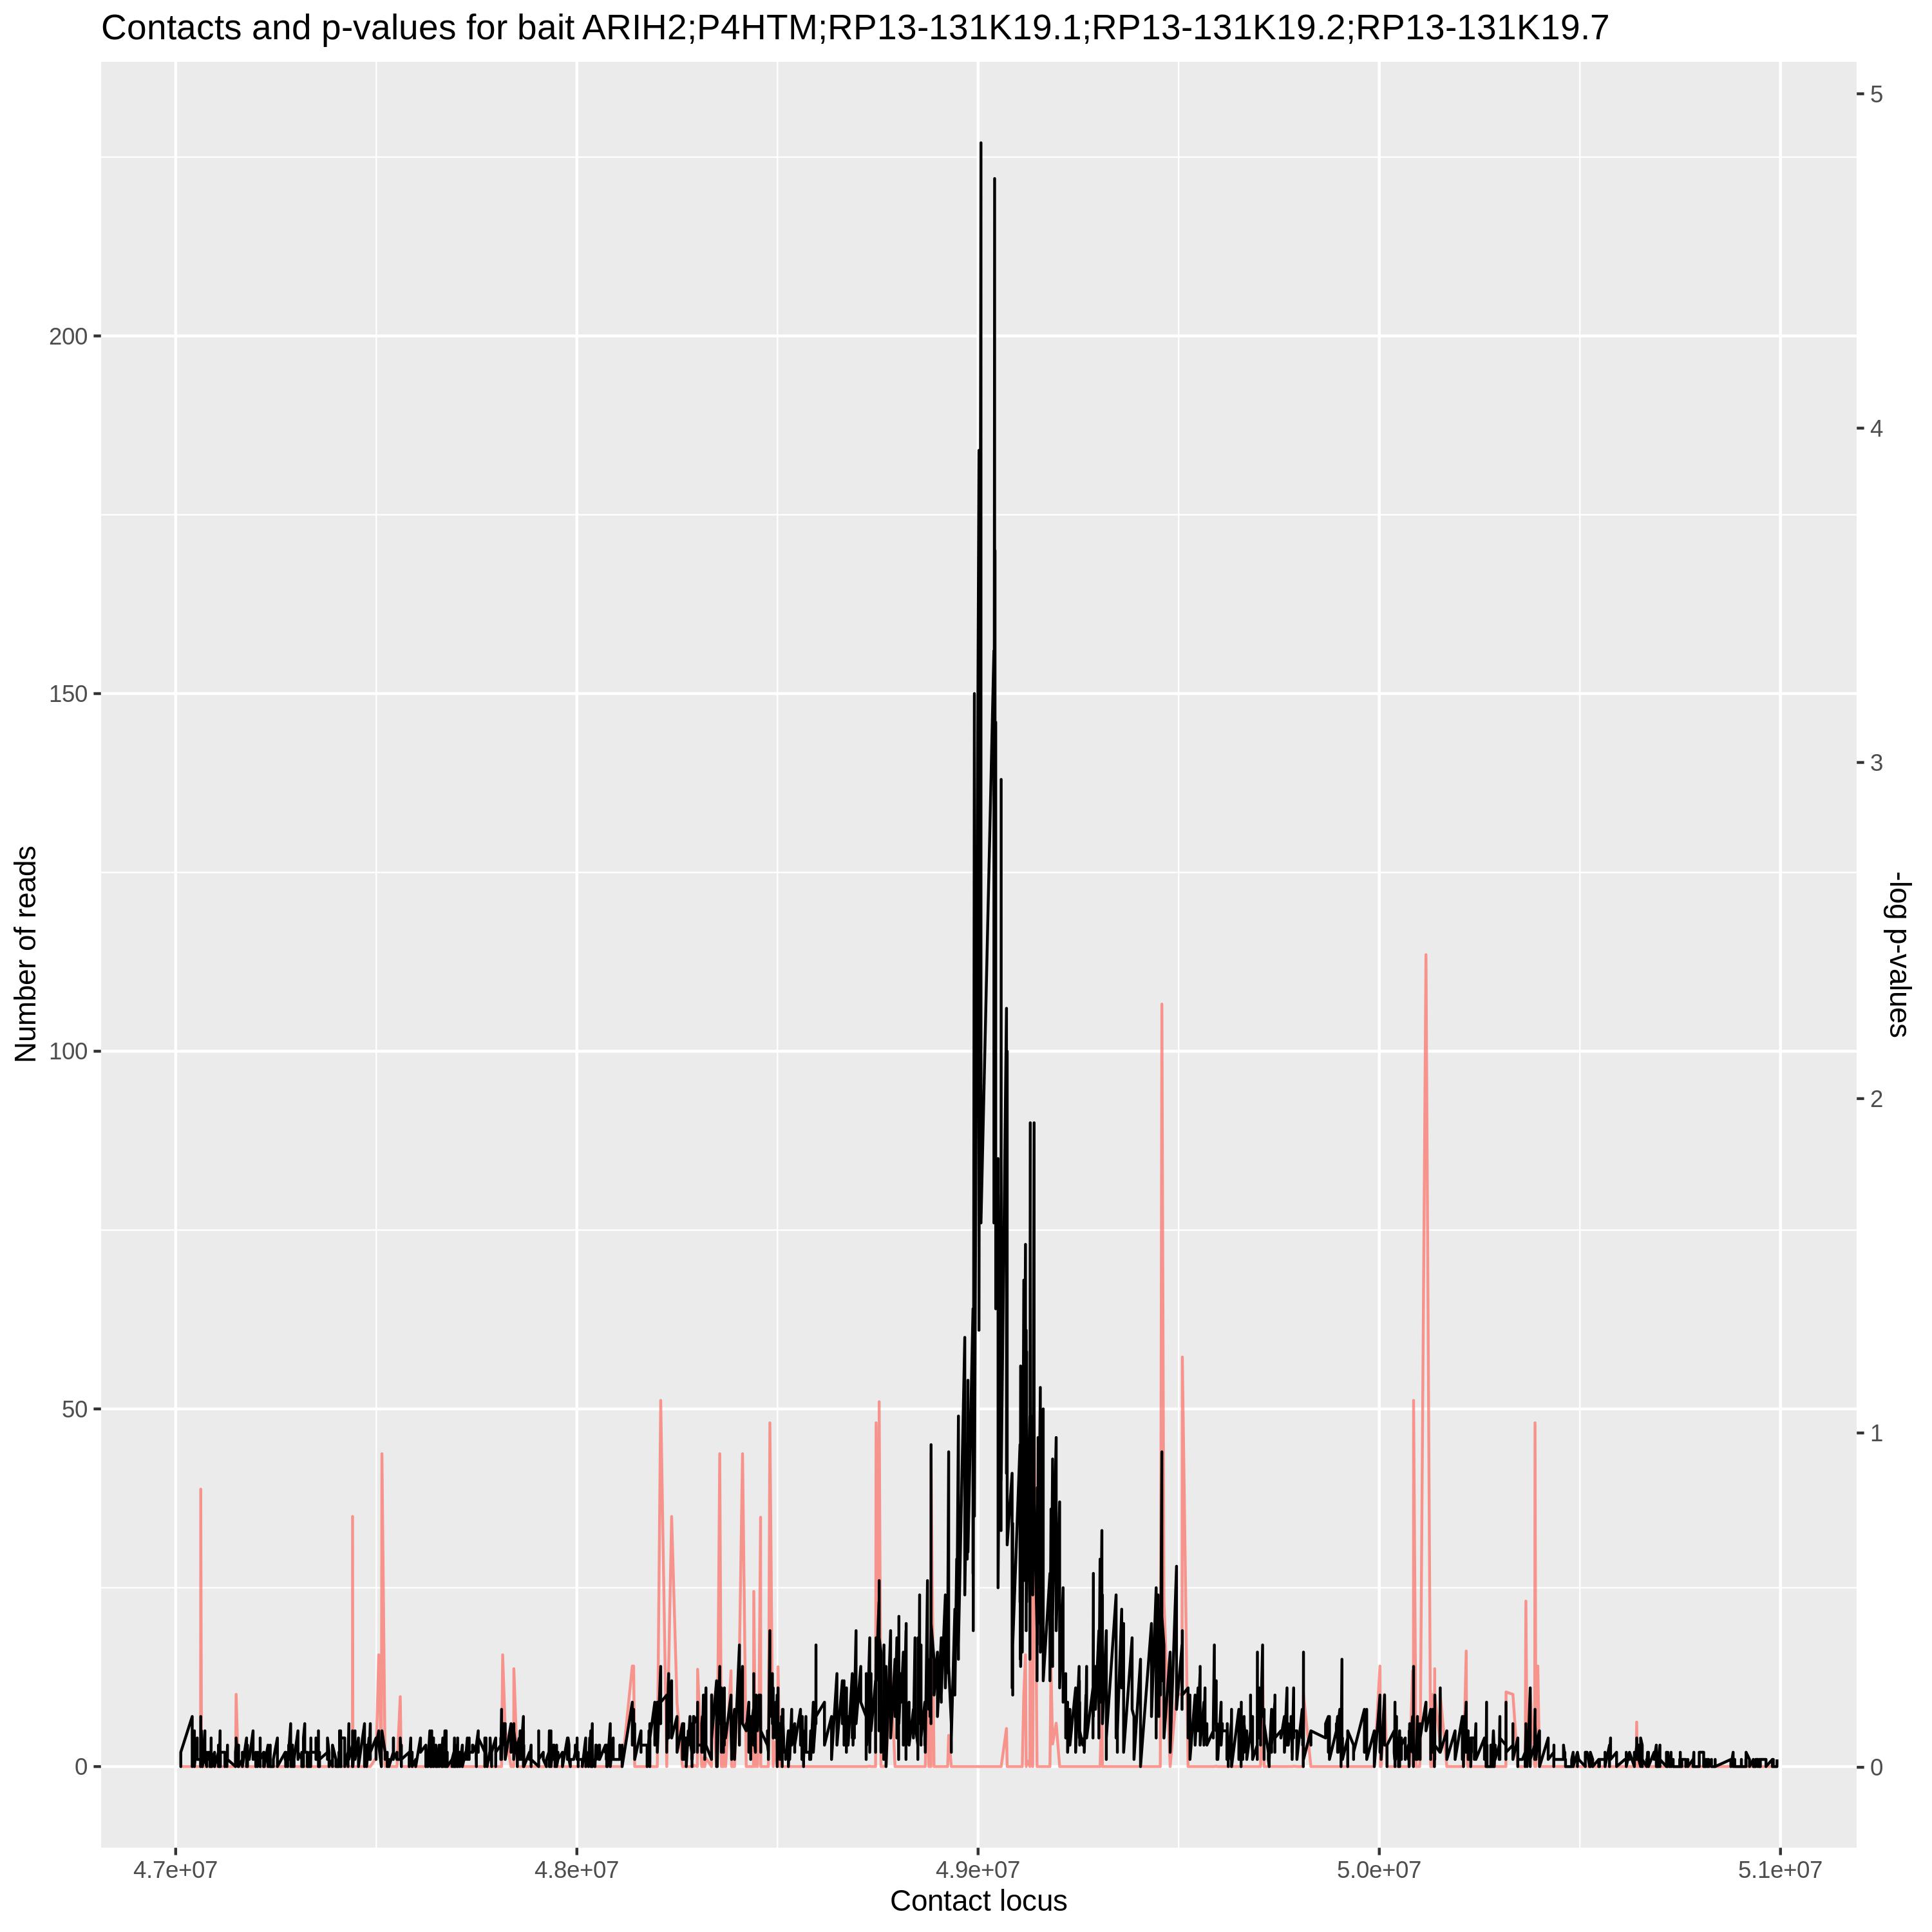 Contacts and p-values for bait ARIH2;P4HTM;RP13-131K19.1;RP13-131K19.2;RP13-131K19.7
5
200
4
150
3
Number of reads
-log p-values
100
2
50
1
0
0
4.7e+07
4.8e+07
4.9e+07
5.0e+07
5.1e+07
Contact locus